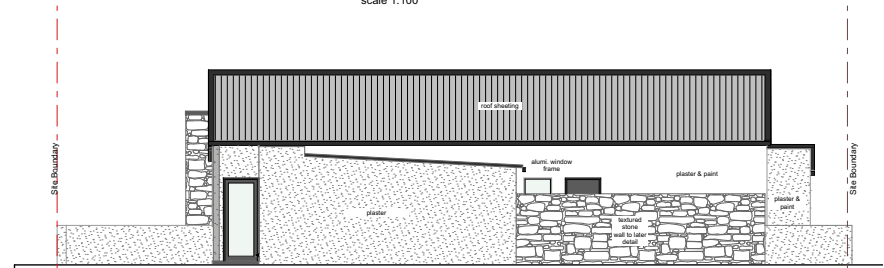 scale 1:100
roof sheeting
alumi. window
frame
plaster & paint
Site Boundary
Site Boundary
plaster &
paint
plaster
textured
stone
wall to later
detail